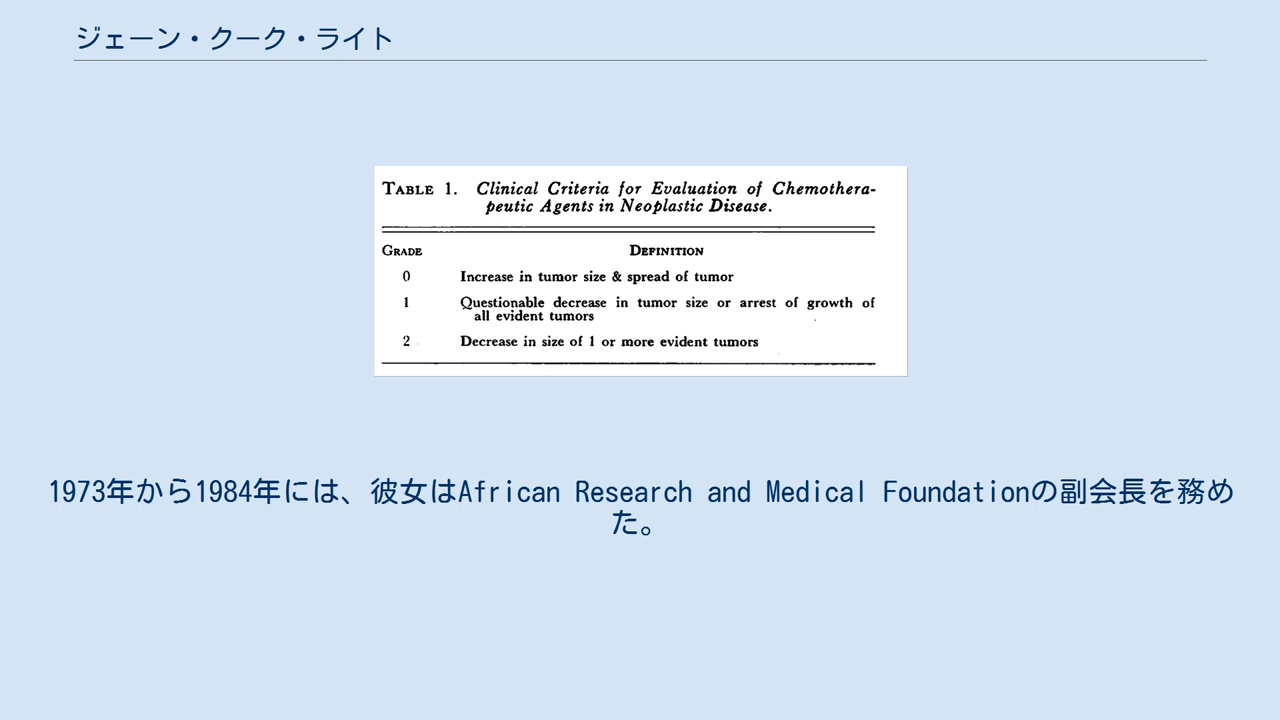 ジェーン・クーク・ライト
TABLE 1. Clinical Criteria for Evaluation of Chemothera-
peutic Agents in Neoplastic Disease.
GRADE DEFINITION
0 Increase in tumor size & spread of tumor
1 Questionable decrease in tumor size or arrest of growth of
all evident tumors
2 Decrease in size of 1 or more evident tumors
1973年から1984年には、彼女はAfrican Research and Medical Foundationの副会長を務め
た。